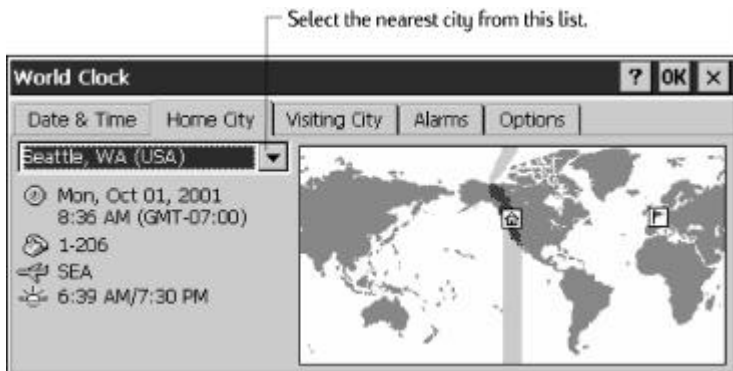 Select the nearest city from this list.
World Clock ? OK ×
Date & Time Home City Visiting City Alarms Options
Seattle, WA (USA)
Mon, Oct 01, 2001
8:36 AM (GMT-07:00)
1-206
SEA
6:39 AM/7:30 PM